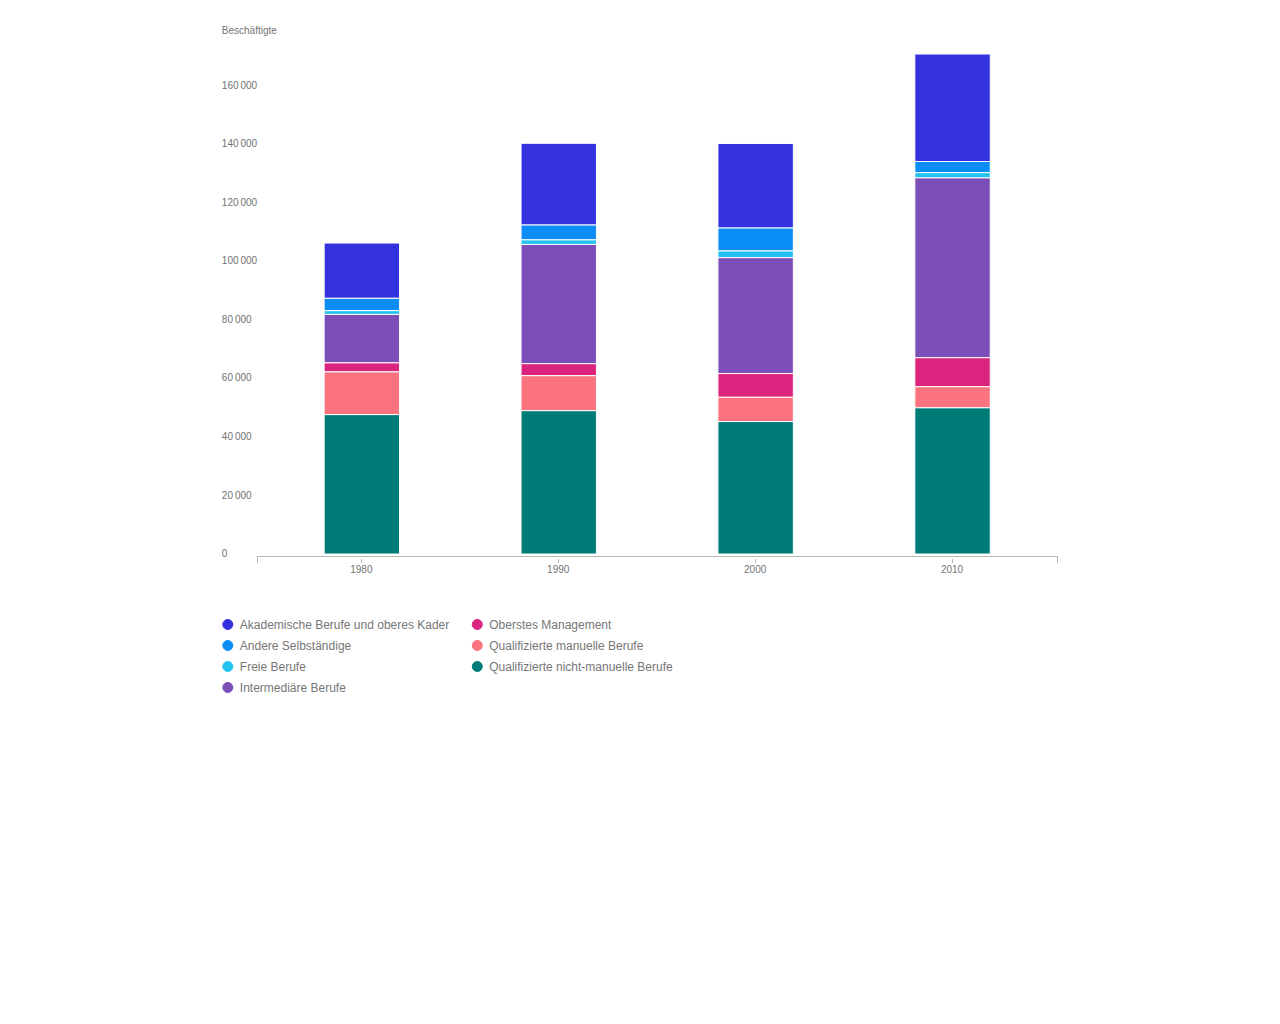 Beschäftigte
160 000
140 000
120 000
100 000
80 000
60 000
40 000
20 000
0
1980 1990 2000 2010
Akademische Berufe und oberes Kader
Andere Selbständige
Freie Berufe
Intermediäre Berufe
Oberstes Management
Qualifizierte manuelle Berufe
Qualifizierte nicht-manuelle Berufe